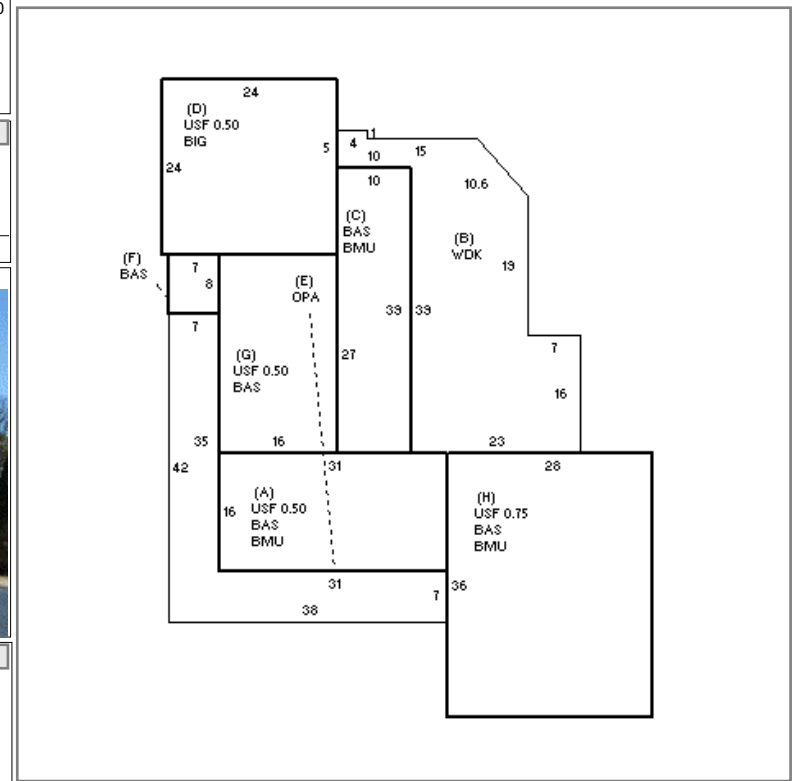 24
(D)
USF 0.50
BIG
24
5
4
1
10
15
10
10.6
(C)
BAS
BMU
(B)
WDK
19
(F)
BAS
7
8
(E)
OPA
39
39
7
7
27
(G)
USF 0.50
BAS
16
35
16
23
42
31
28
(A)
USF 0.50
BAS
BMU
16
(H)
USF 0.75
BAS
BMU
31
7
36
38